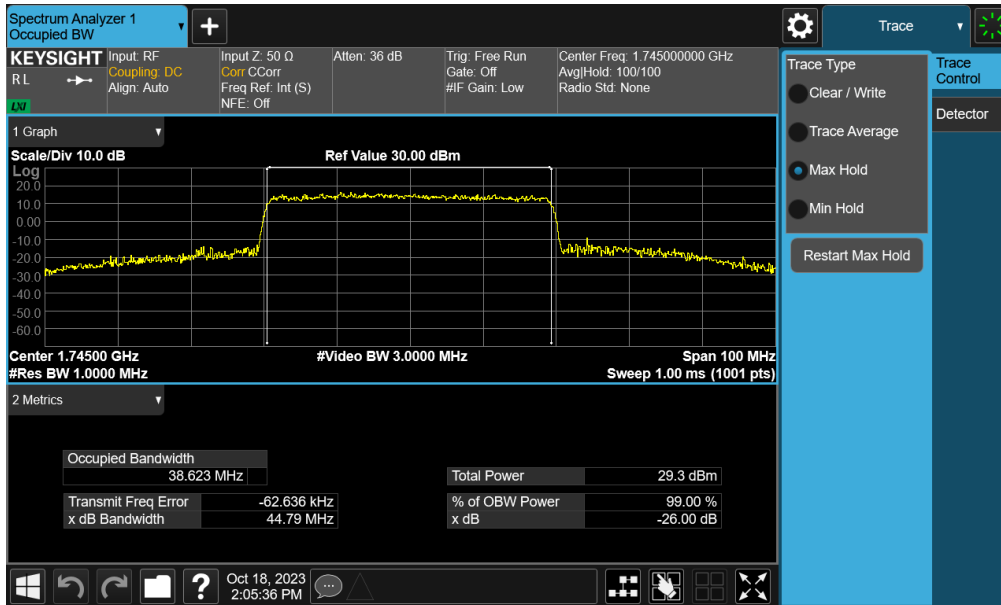 Spectrum Analyzer 1
Occupied BW
+
Trace
KEYSIGHT
R L
LXI
Input: RF
Coupling: DC
Align: Auto
Input Z: 50 Ω
Corr CCorr
Freq Ref: Int (S)
NFE: Off
Atten: 36 dB
Trig: Free Run
Gate: Off
#IF Gain: Low
Center Freq: 1.745000000 GHz
Avg|Hold: 100/100
Radio Std: None
1 Graph
Scale/Div 10.0 dB
Ref Value 30.00 dBm
Log
20.0
10.0
0.00
-10.0
-20.0
-30.0
-40.0
-50.0
-60.0
Center 1.74500 GHz
#Video BW 3.0000 MHz
Span 100 MHz
#Res BW 1.0000 MHz
Sweep 1.00 ms (1001 pts)
2 Metrics
Occupied Bandwidth
38.623 MHz
Total Power 29.3 dBm
Transmit Freq Error -62.636 kHz
% of OBW Power 99.00 %
x dB Bandwidth 44.79 MHz
x dB -26.00 dB
Trace Type
Clear / Write
Trace Average
Max Hold
Min Hold
Restart Max Hold
Trace
Control
Detector
?
Oct 18, 2023
2:05:36 PM